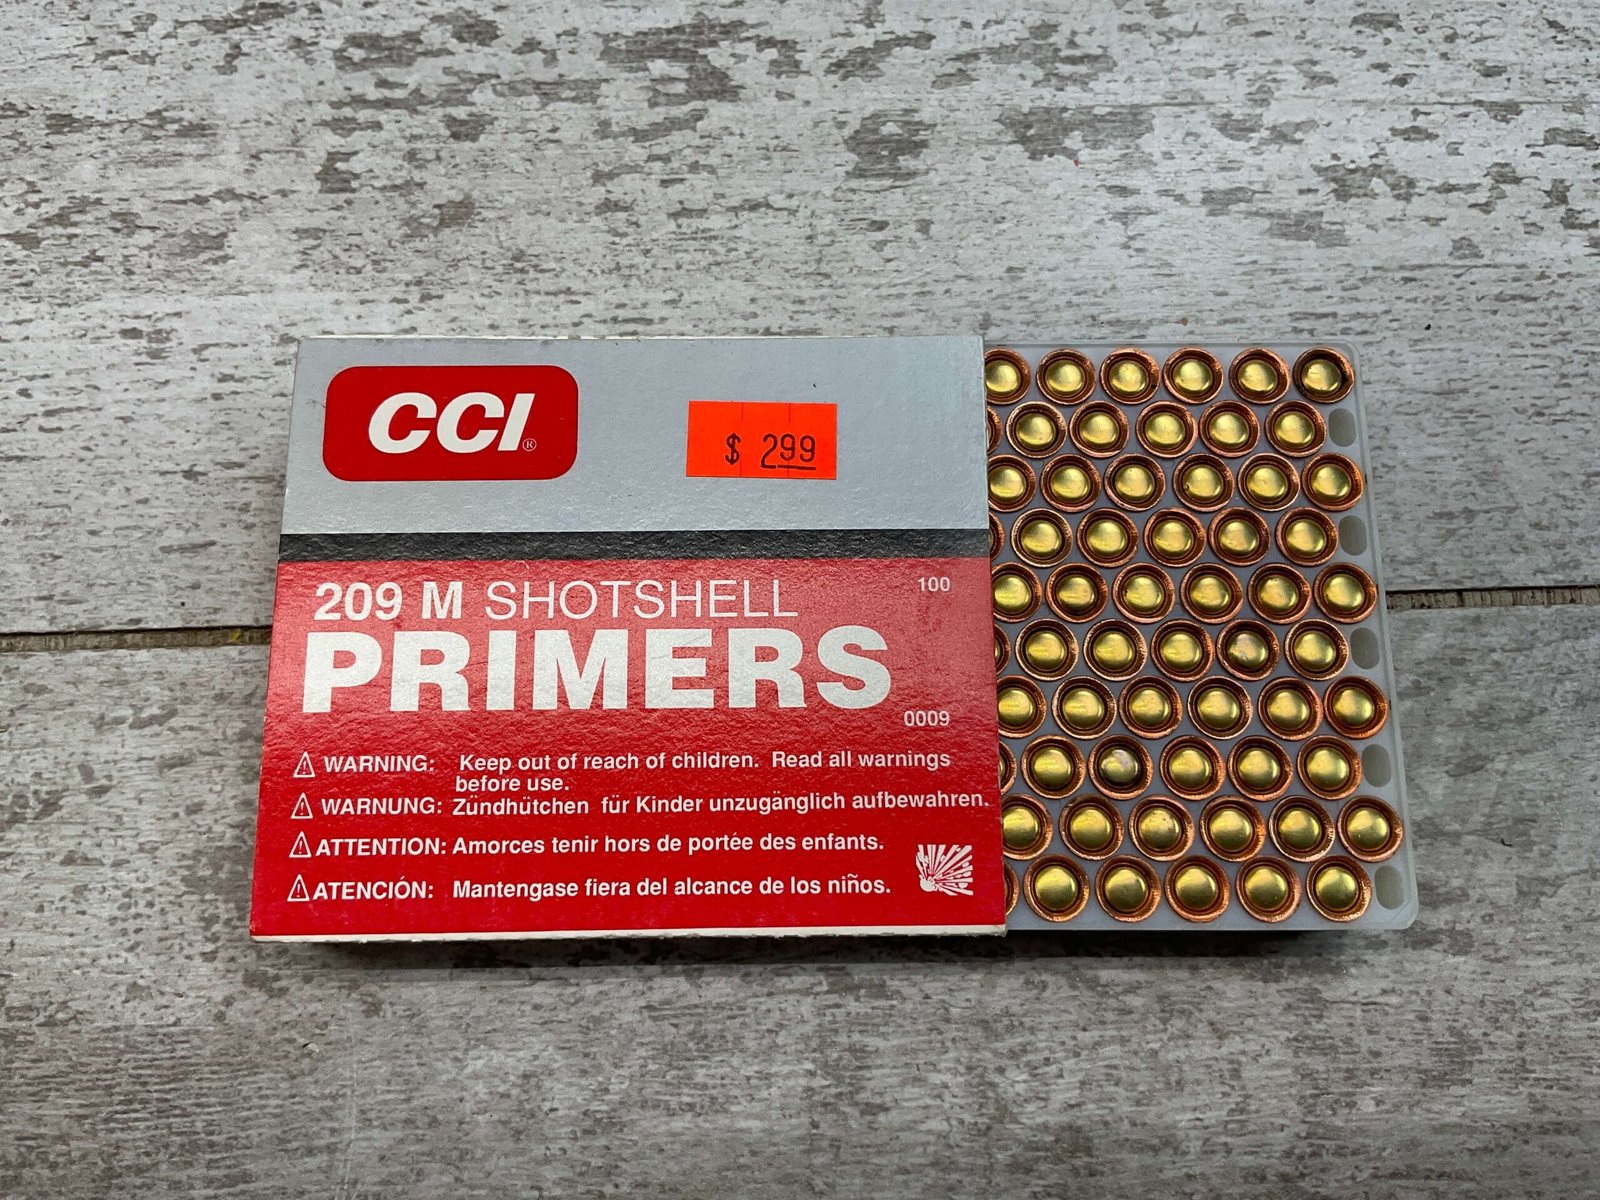 CCI®
$ 2.99
209 M SHOTSHELL
100
PRIMERS
0009
⚠ WARNING: Keep out of reach of children. Read all warnings
before use.
⚠ WARNUNG: Zündhütchen für Kinder unzugänglich aufbewahren.
⚠ ATTENTION: Amorces tenir hors de portée des enfants.
⚠ ATENCIÓN: Mantengase fiera del alcance de los niños.